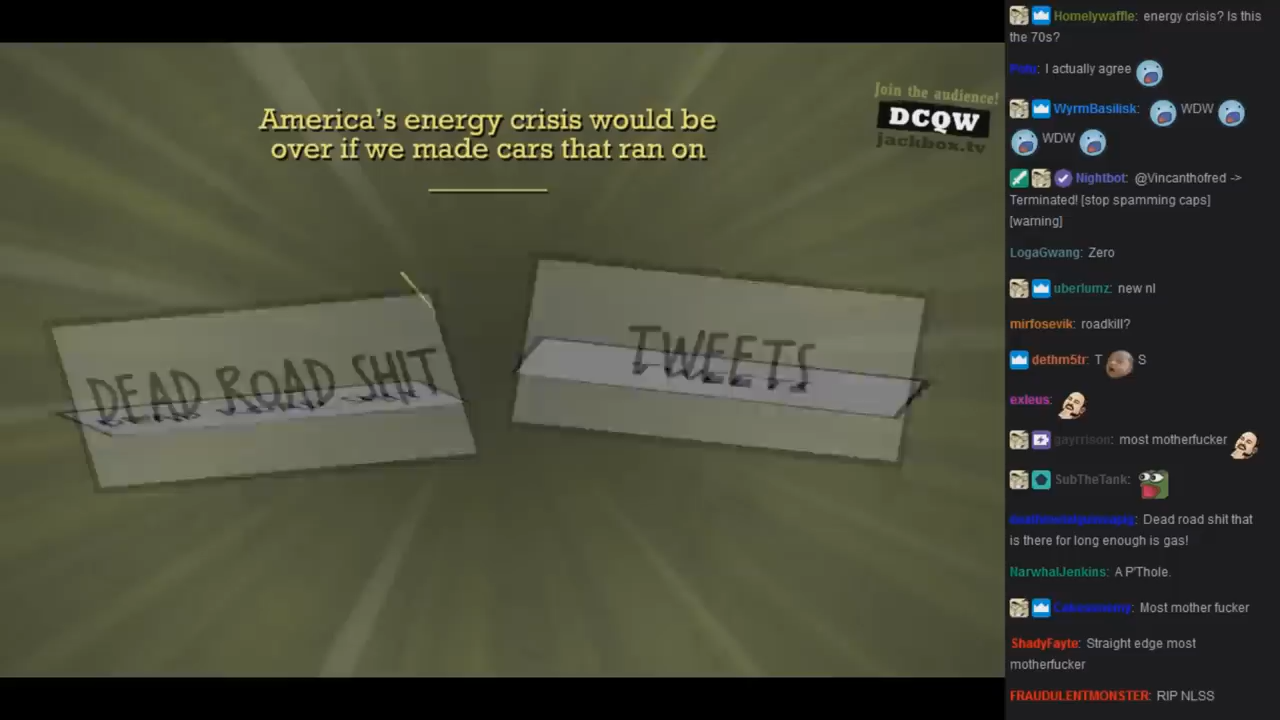 America's energy crisis would be
over if we made cars that ran on
Join the audience!
DCQW
jackbox.tv
DEAD ROAD SHIT
TWEETS
Homelywaffle: energy crisis? Is this
the 70s?
I actually agree
WyrmBasilisk: WDW
WDW
Nightbot: @Vincanthofred ->
Terminated! [stop spamming caps]
[warning]
LogaGwang: Zero
uberlumz: new nl
mirfosevik: roadkill?
dethm5tr: T S
exleus:
gayrrison: most motherfucker
SubTheTank:
Dead road shit that
is there for long enough is gas!
NarwhalJenkins: A P'Thole.
Most mother fucker
ShadyFayte: Straight edge most
motherfucker
FRAUDULENTMONSTER: RIP NLSS